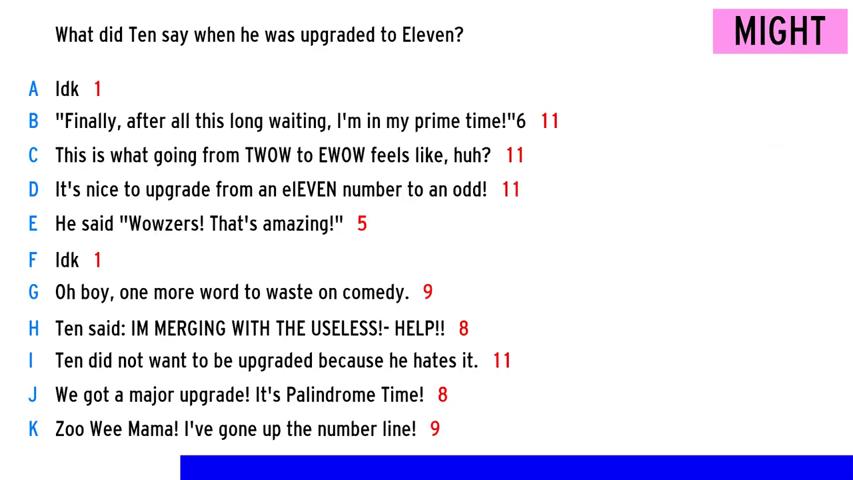 What did Ten say when he was upgraded to Eleven?
MIGHT
A Idk 1
B "Finally, after all this long waiting, I'm in my prime time!"6 11
C This is what going from TWOW to EWOW feels like, huh? 11
D It's nice to upgrade from an elEVEN number to an odd! 11
E He said "Wowzers! That's amazing!" 5
F Idk 1
G Oh boy, one more word to waste on comedy. 9
H Ten said: IM MERGING WITH THE USELESS!- HELP!! 8
I Ten did not want to be upgraded because he hates it. 11
J We got a major upgrade! It's Palindrome Time! 8
K Zoo Wee Mama! I've gone up the number line! 9